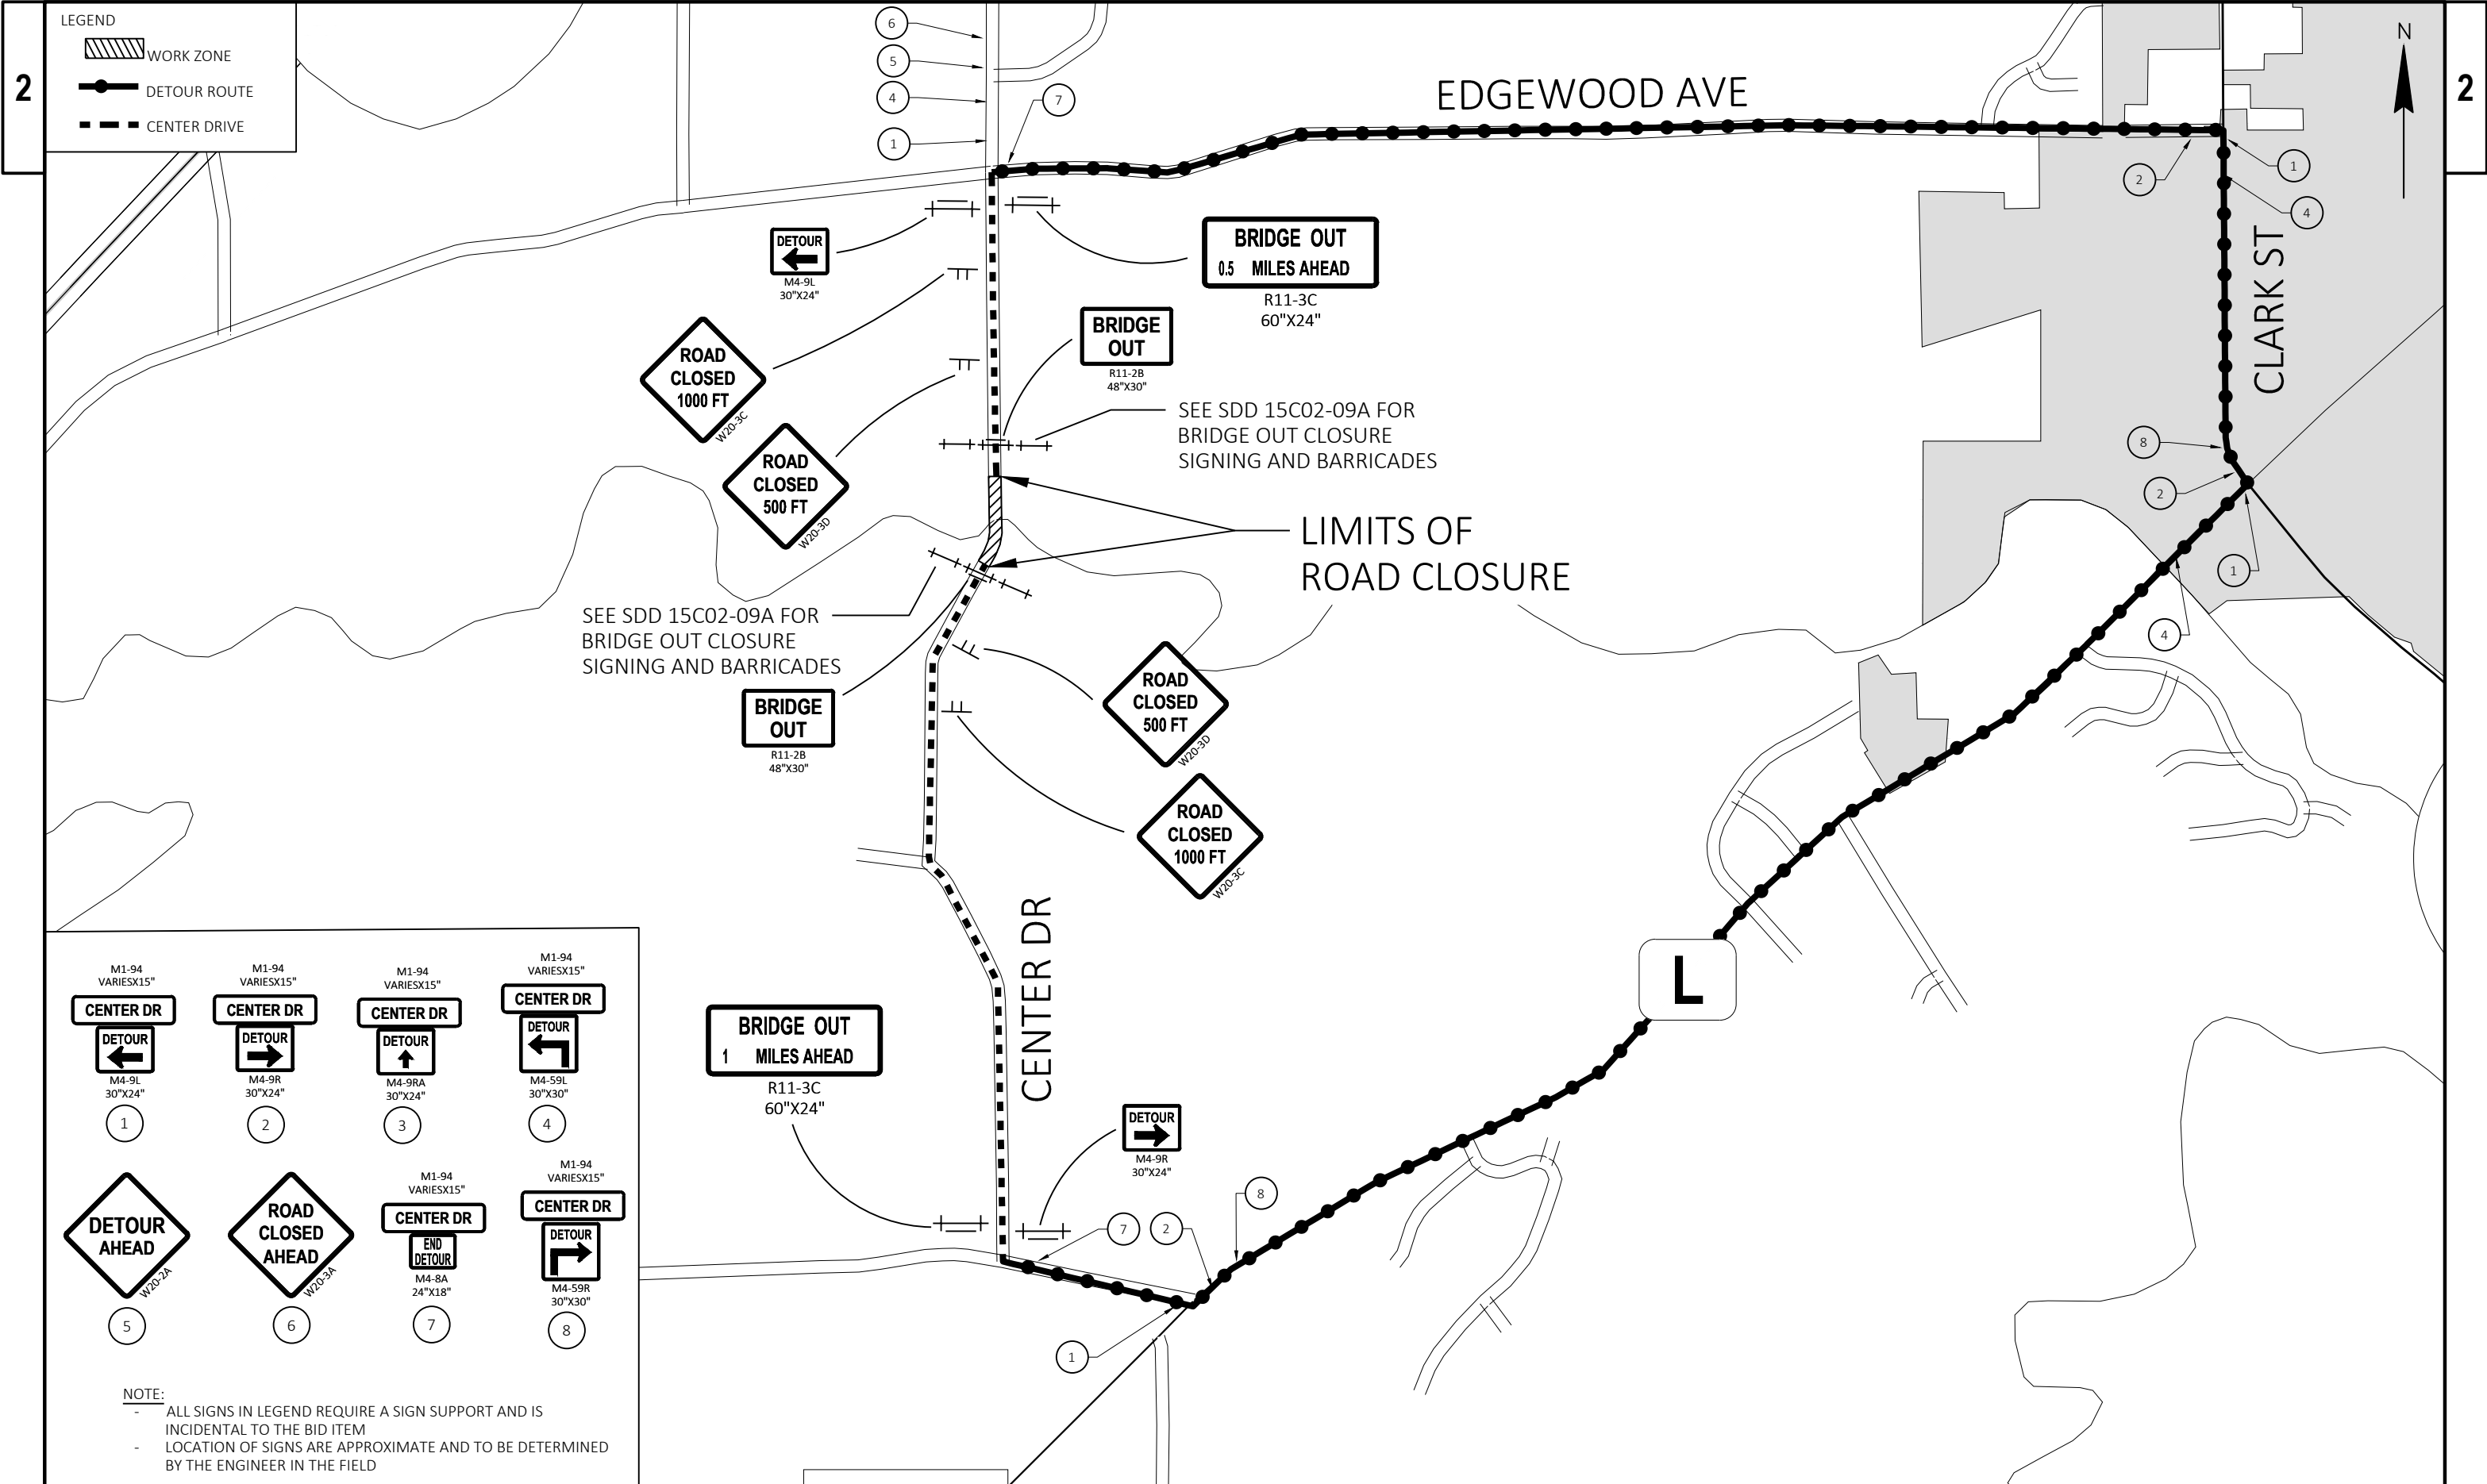 LEGEND
WORK ZONE
DETOUR ROUTE
CENTER DRIVE
2
2
N
6
5
4
1
7
EDGEWOOD AVE
2
1
4
CLARK ST
8
2
1
4
DETOUR
M4-9L
30"X24"
BRIDGE OUT
0.5 MILES AHEAD
R11-3C
60"X24"
ROAD
CLOSED
1000 FT
W20-3C
BRIDGE
OUT
R11-2B
48"X30"
ROAD
CLOSED
500 FT
W20-3D
SEE SDD 15C02-09A FOR
BRIDGE OUT CLOSURE
SIGNING AND BARRICADES
LIMITS OF
ROAD CLOSURE
SEE SDD 15C02-09A FOR
BRIDGE OUT CLOSURE
SIGNING AND BARRICADES
BRIDGE
OUT
R11-2B
48"X30"
ROAD
CLOSED
500 FT
W20-3D
ROAD
CLOSED
1000 FT
W20-3C
CENTER DR
L
BRIDGE OUT
1 MILES AHEAD
R11-3C
60"X24"
DETOUR
M4-9R
30"X24"
7
2
8
1
M1-94
VARIESX15"
CENTER DR
DETOUR
M4-9L
30"X24"
1
M1-94
VARIESX15"
CENTER DR
DETOUR
M4-9R
30"X24"
2
M1-94
VARIESX15"
CENTER DR
DETOUR
M4-9RA
30"X24"
3
M1-94
VARIESX15"
CENTER DR
DETOUR
M4-59L
30"X30"
4
DETOUR
AHEAD
W20-2A
5
ROAD
CLOSED
AHEAD
W20-3A
6
M1-94
VARIESX15"
CENTER DR
END
DETOUR
M4-8A
24"X18"
7
M1-94
VARIESX15"
CENTER DR
DETOUR
M4-59R
30"X30"
8
NOTE:
- ALL SIGNS IN LEGEND REQUIRE A SIGN SUPPORT AND IS
INCIDENTAL TO THE BID ITEM
- LOCATION OF SIGNS ARE APPROXIMATE AND TO BE DETERMINED
BY THE ENGINEER IN THE FIELD